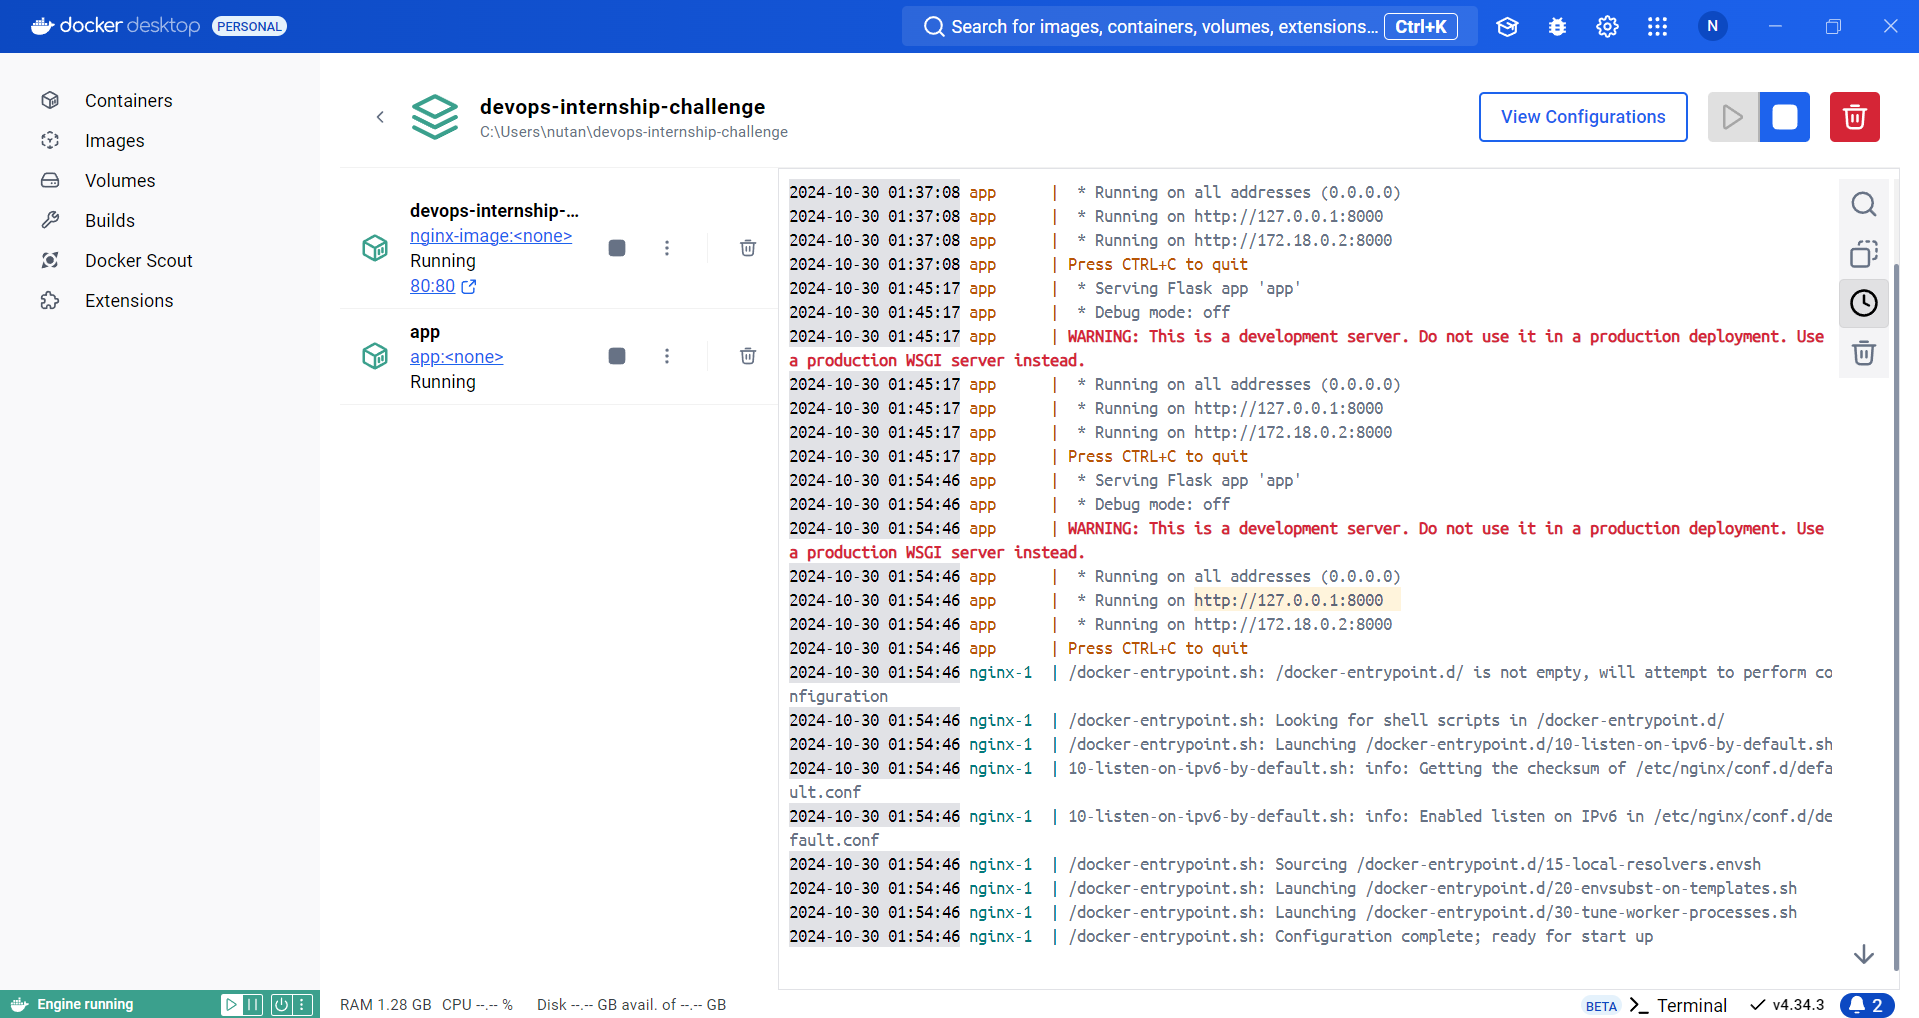 docker desktop PERSONAL
Search for images, containers, volumes, extensions... Ctrl+K
N
Containers
Images
Volumes
Builds
Docker Scout
Extensions
devops-internship-challenge
C:\Users\nutan\devops-internship-challenge
View Configurations
devops-internship-...
nginx-image:<none>
Running
80:80
app
app:<none>
Running
2024-10-30 01:37:08 app | * Running on all addresses (0.0.0.0)
2024-10-30 01:37:08 app | * Running on http://127.0.0.1:8000
2024-10-30 01:37:08 app | * Running on http://172.18.0.2:8000
2024-10-30 01:37:08 app | Press CTRL+C to quit
2024-10-30 01:45:17 app | * Serving Flask app 'app'
2024-10-30 01:45:17 app | * Debug mode: off
2024-10-30 01:45:17 app | WARNING: This is a development server. Do not use it in a production deployment. Use
a production WSGI server instead.
2024-10-30 01:45:17 app | * Running on all addresses (0.0.0.0)
2024-10-30 01:45:17 app | * Running on http://127.0.0.1:8000
2024-10-30 01:45:17 app | * Running on http://172.18.0.2:8000
2024-10-30 01:45:17 app | Press CTRL+C to quit
2024-10-30 01:54:46 app | * Serving Flask app 'app'
2024-10-30 01:54:46 app | * Debug mode: off
2024-10-30 01:54:46 app | WARNING: This is a development server. Do not use it in a production deployment. Use
a production WSGI server instead.
2024-10-30 01:54:46 app | * Running on all addresses (0.0.0.0)
2024-10-30 01:54:46 app | * Running on http://127.0.0.1:8000
2024-10-30 01:54:46 app | * Running on http://172.18.0.2:8000
2024-10-30 01:54:46 app | Press CTRL+C to quit
2024-10-30 01:54:46 nginx-1 | /docker-entrypoint.sh: /docker-entrypoint.d/ is not empty, will attempt to perform co
nfiguration
2024-10-30 01:54:46 nginx-1 | /docker-entrypoint.sh: Looking for shell scripts in /docker-entrypoint.d/
2024-10-30 01:54:46 nginx-1 | /docker-entrypoint.sh: Launching /docker-entrypoint.d/10-listen-on-ipv6-by-default.sh
2024-10-30 01:54:46 nginx-1 | 10-listen-on-ipv6-by-default.sh: info: Getting the checksum of /etc/nginx/conf.d/defa
ult.conf
2024-10-30 01:54:46 nginx-1 | 10-listen-on-ipv6-by-default.sh: info: Enabled listen on IPv6 in /etc/nginx/conf.d/de
fault.conf
2024-10-30 01:54:46 nginx-1 | /docker-entrypoint.sh: Sourcing /docker-entrypoint.d/15-local-resolvers.envsh
2024-10-30 01:54:46 nginx-1 | /docker-entrypoint.sh: Launching /docker-entrypoint.d/20-envsubst-on-templates.sh
2024-10-30 01:54:46 nginx-1 | /docker-entrypoint.sh: Launching /docker-entrypoint.d/30-tune-worker-processes.sh
2024-10-30 01:54:46 nginx-1 | /docker-entrypoint.sh: Configuration complete; ready for start up
Engine running
RAM 1.28 GB CPU --.-- % Disk --.-- GB avail. of --.-- GB
BETA >_ Terminal v4.34.3 2